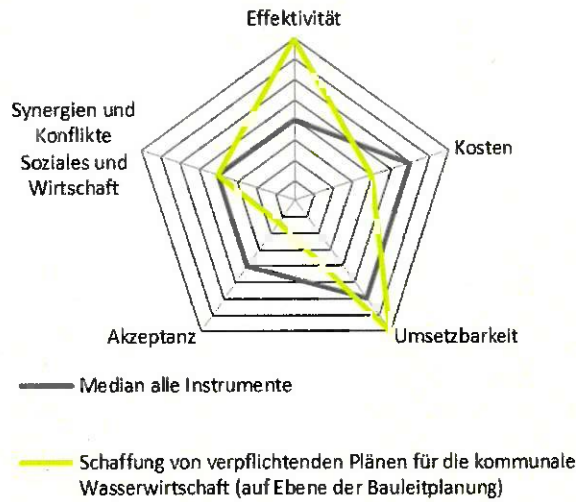 Effektivität
Synergien und
Konflikte
Soziales und
Wirtschaft
Kosten
Akzeptanz
Umsetzbarkeit
Median alle Instrumente
Schaffung von verpflichtenden Plänen für die kommunale
Wasserwirtschaft (auf Ebene der Bauleitplanung)